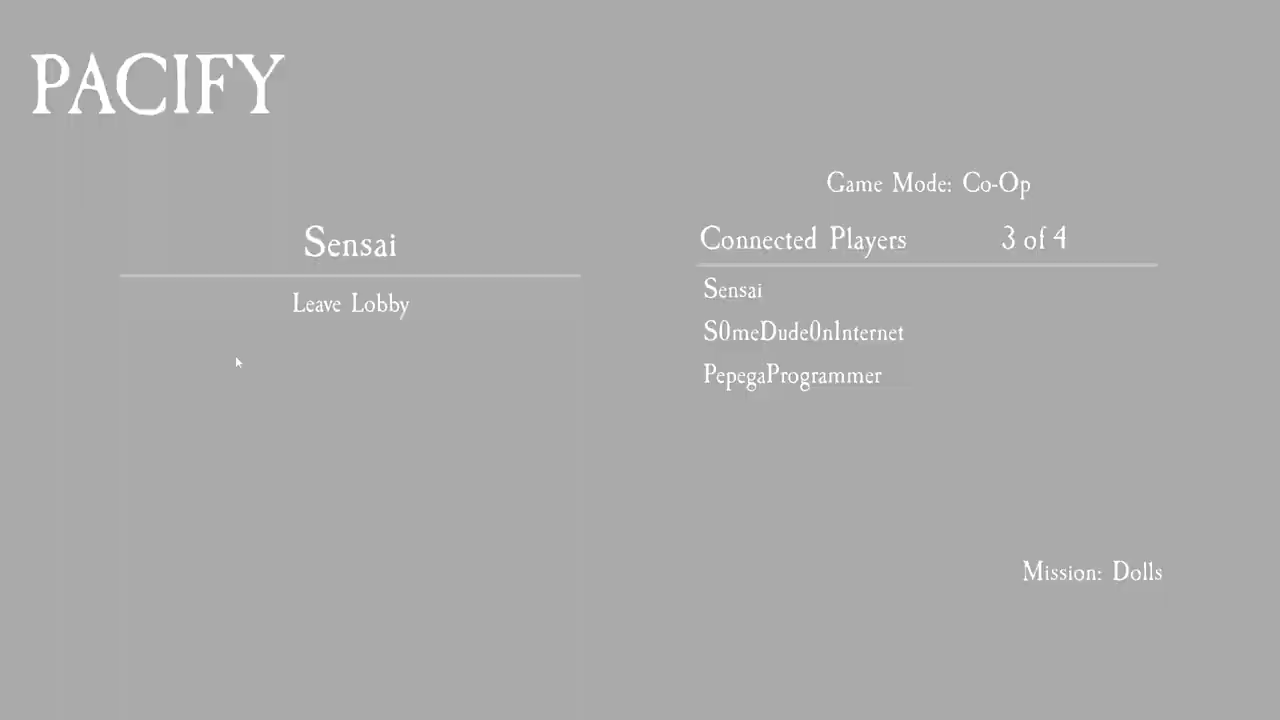 PACIFY
Game Mode: Co-Op
Sensai
Leave Lobby
Connected Players 3 of 4
Sensai
S0meDude0nInternet
PepegaProgrammer
Mission: Dolls